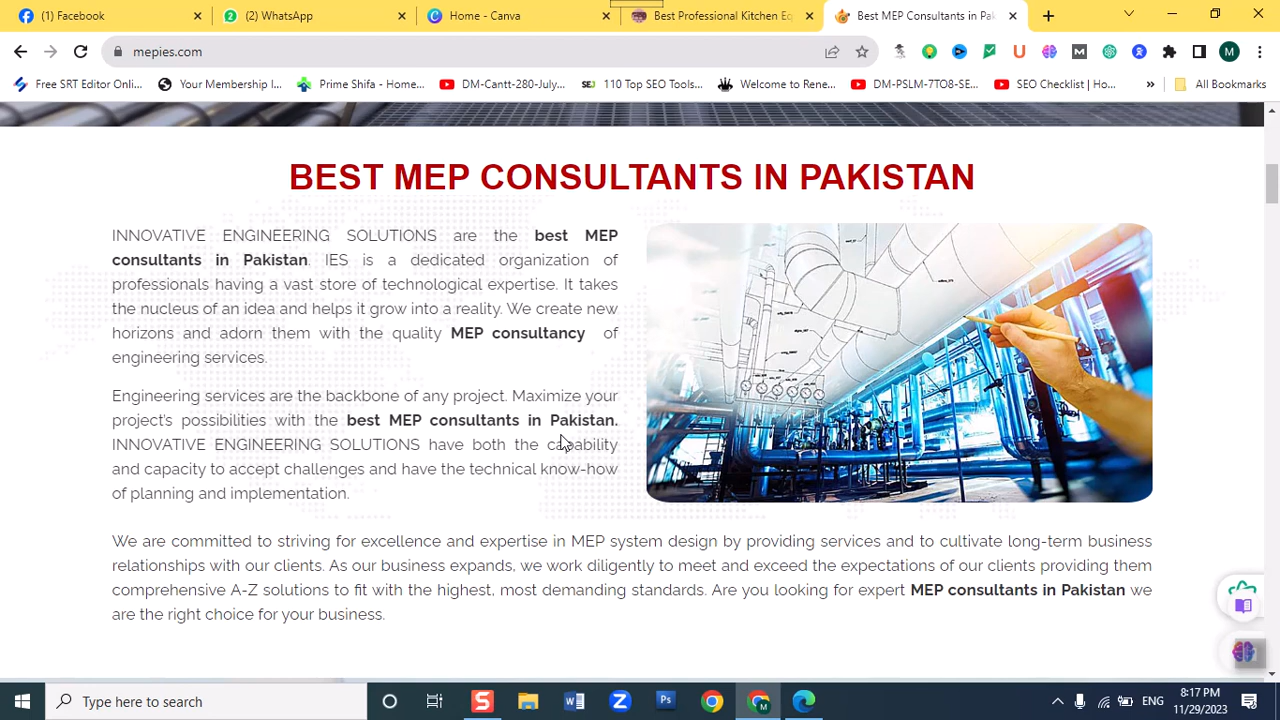 (1) Facebook
(2) WhatsApp
Home - Canva
Best Professional Kitchen Eq
Best MEP Consultants in Pak
mepies.com
Free SRT Editor Onli...
Your Membership I...
Prime Shifa - Home...
DM-Cantt-280-July...
SEJ 110 Top SEO Tools...
Welcome to Rene...
DM-PSLM-7TO8-SE...
SEO Checklist | Ho...
All Bookmarks
BEST MEP CONSULTANTS IN PAKISTAN
INNOVATIVE ENGINEERING SOLUTIONS are the best MEP
consultants in Pakistan. IES is a dedicated organization of
professionals having a vast store of technological expertise. It takes
the nucleus of an idea and helps it grow into a reality. We create new
horizons and adorn them with the quality MEP consultancy of
engineering services.
Engineering services are the backbone of any project. Maximize your
project's possibilities with the best MEP consultants in Pakistan.
INNOVATIVE ENGINEERING SOLUTIONS have both the capability
and capacity to accept challenges and have the technical know-how
of planning and implementation.
We are committed to striving for excellence and expertise in MEP system design by providing services and to cultivate long-term business
relationships with our clients. As our business expands, we work diligently to meet and exceed the expectations of our clients providing them
comprehensive A-Z solutions to fit with the highest, most demanding standards. Are you looking for expert MEP consultants in Pakistan we
are the right choice for your business.
Type here to search
ENG
8:17 PM
11/29/2023